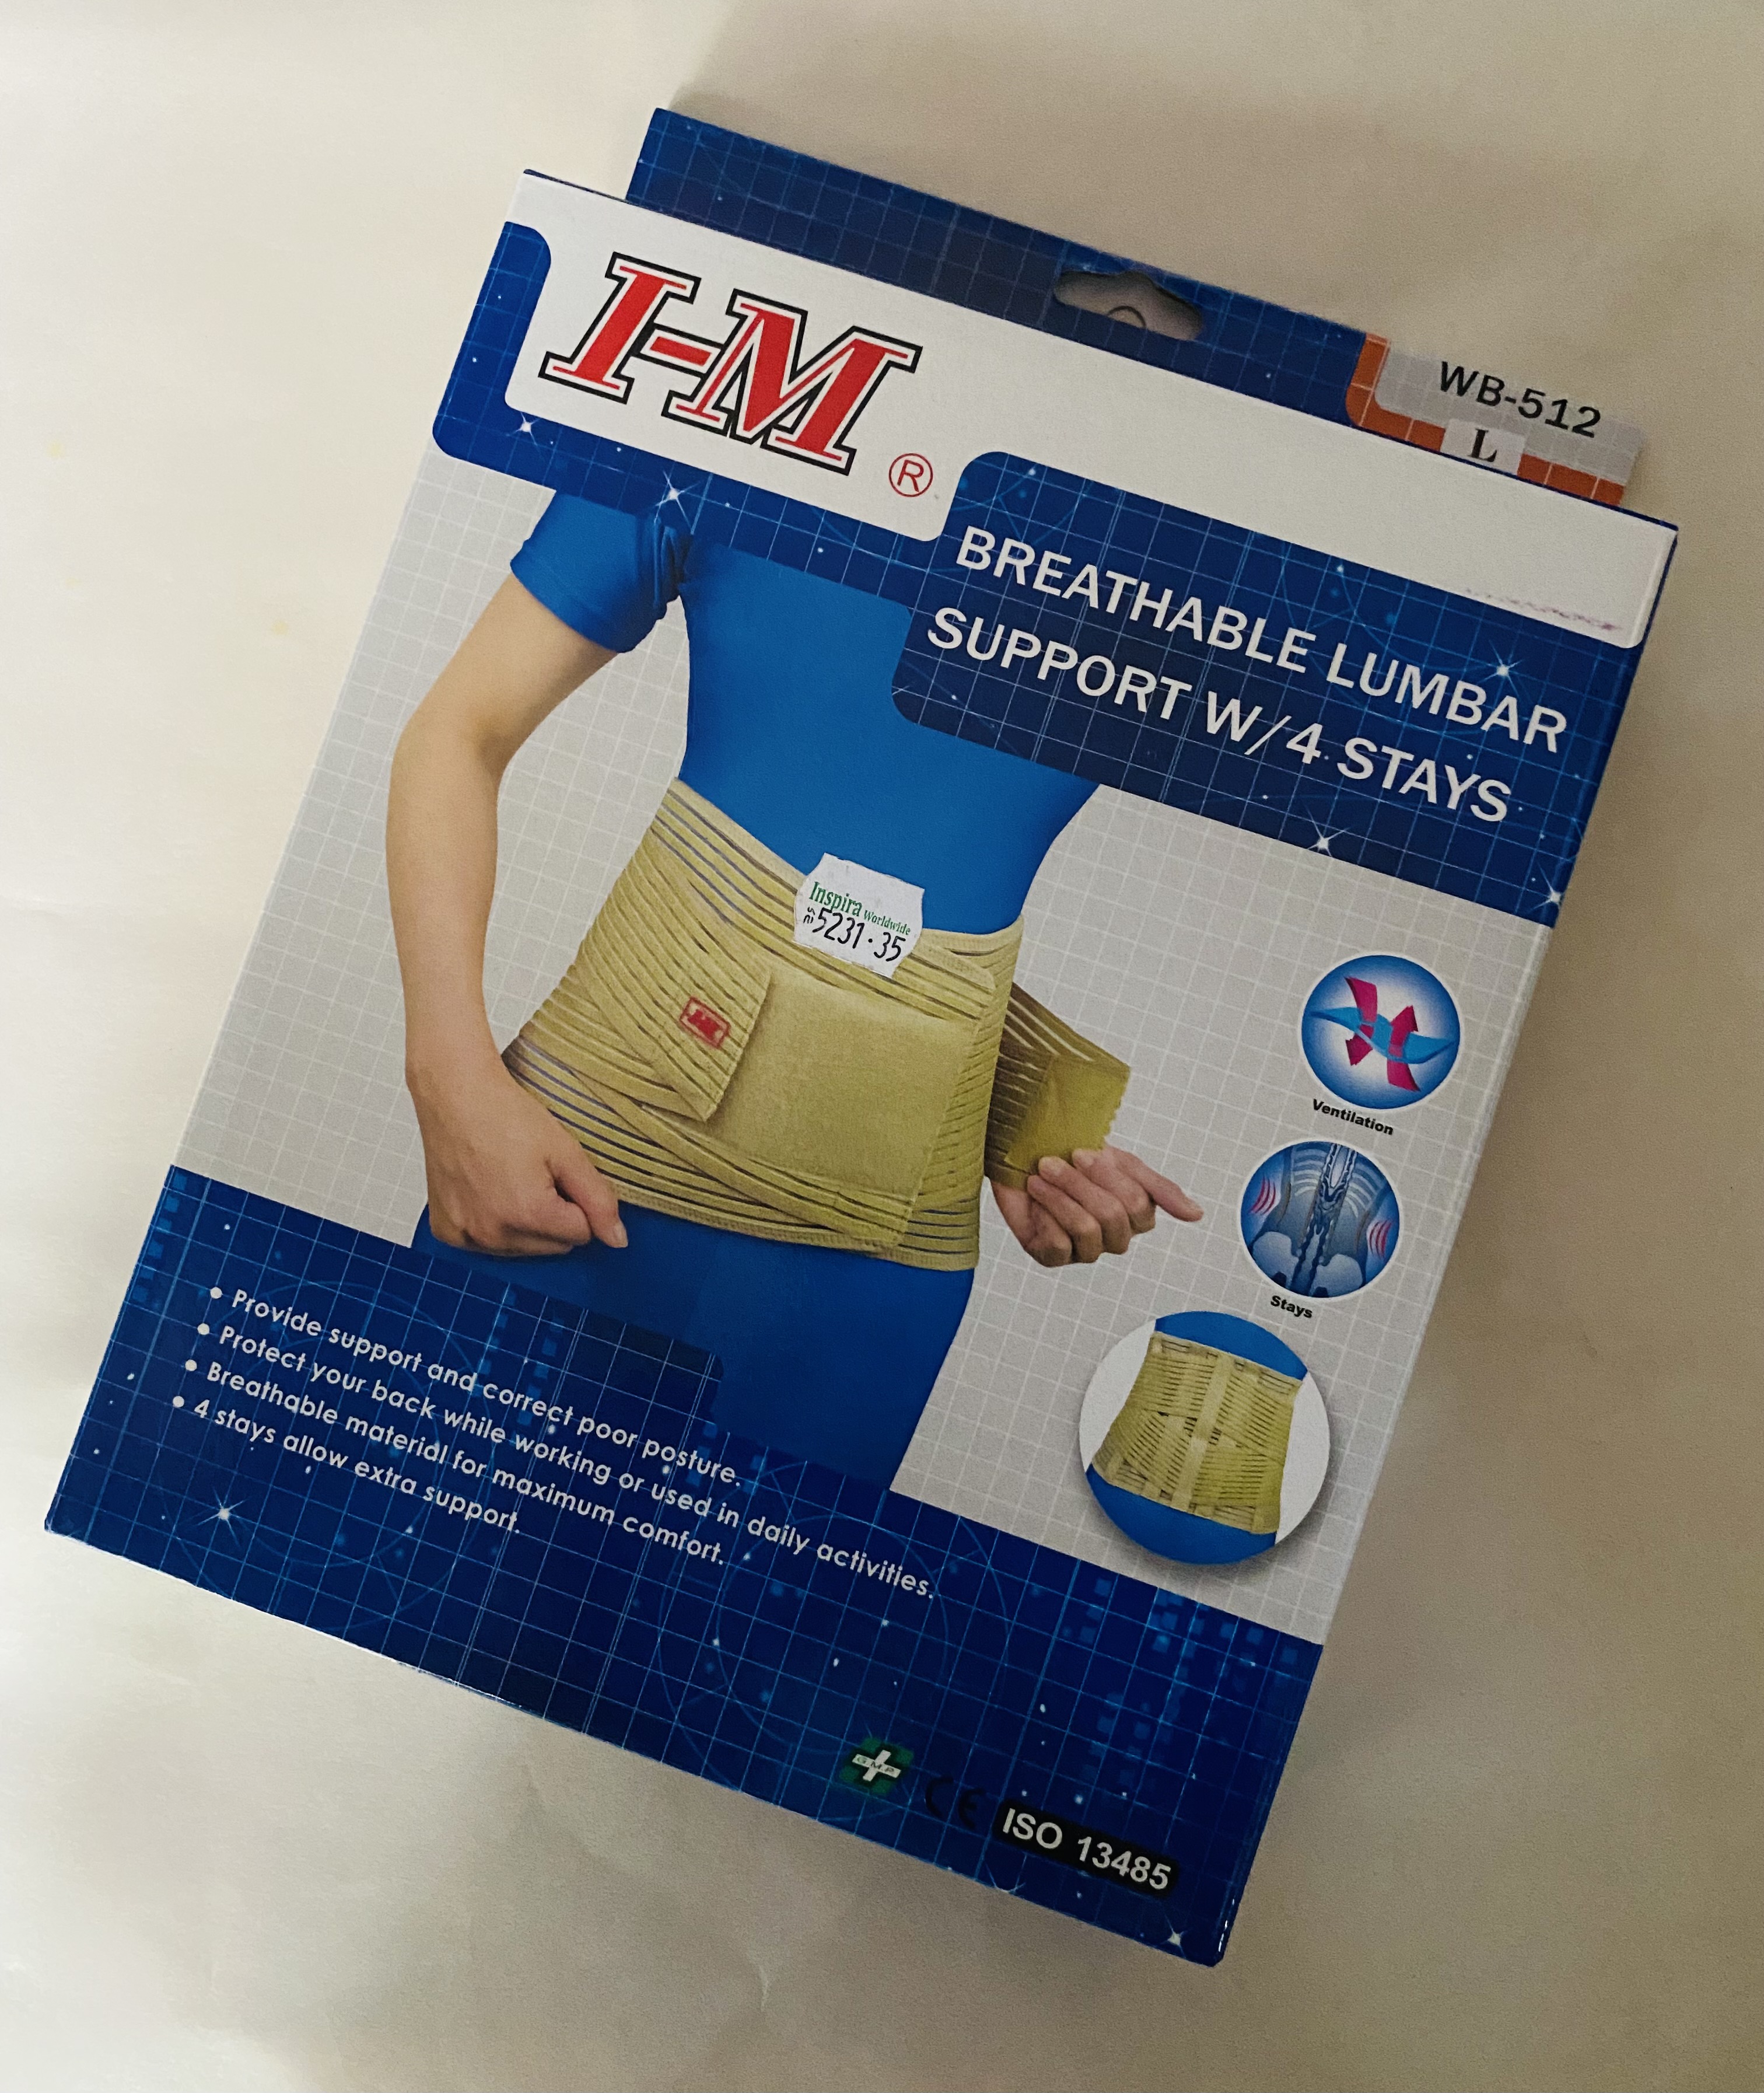 WB-512
L
I-M®
BREATHABLE LUMBAR
SUPPORT W/4 STAYS
Inspira Worldwide
5231.35
Ventilation
Stays
• Provide support and correct poor posture.
• Protect your back while working or used in daily activities.
• Breathable material for maximum comfort.
• 4 stays allow extra support.
G.M.P.
CE
ISO 13485